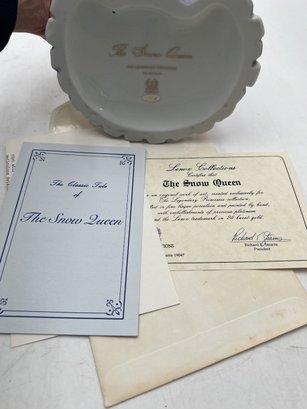 The Snow Queen
The Classic Tale
of
The Snow Queen
Lenox Collections
Certifies that
The Snow Queen
is an original work of art, created exclusively for
The Legendary Princesses collection,
in fine bisque porcelain and painted by hand,
with embellishments of precious platinum
and the Lenox trademark in 24 karat gold.
Richard E. Stearns
President
19047